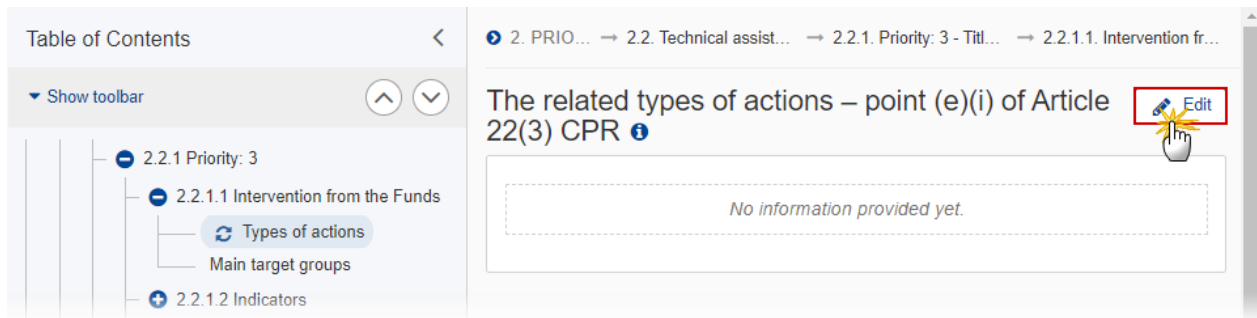 Table of Contents
2. PRIO... → 2.2. Technical assist... → 2.2.1. Priority: 3 - Titl... → 2.2.1.1. Intervention fr...
Show toolbar
The related types of actions – point (e)(i) of Article
22(3) CPR
Edit
2.2.1 Priority: 3
2.2.1.1 Intervention from the Funds
Types of actions
Main target groups
2.2.1.2 Indicators
No information provided yet.